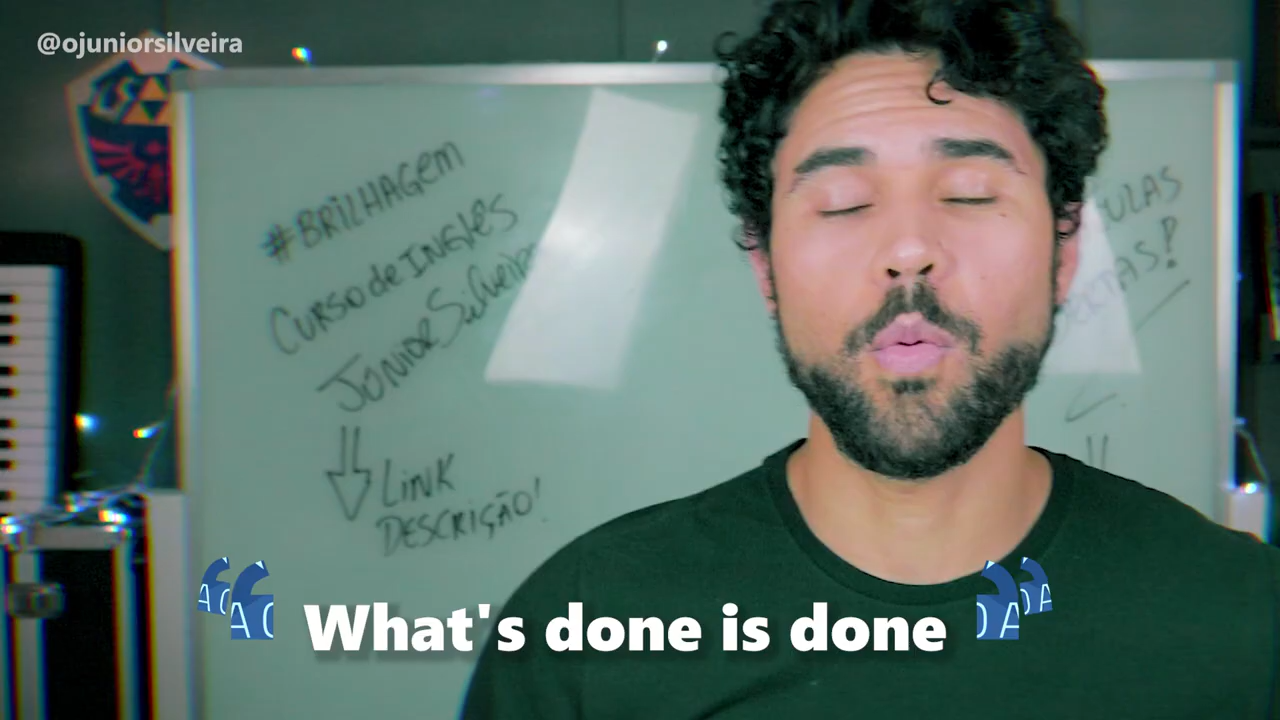 @ojuniorsilveira
#BRILHAGEM
CURSO de INGLÊS
JUNIOR Silveira
LINK
DESCRIÇÃO!
What's done is done